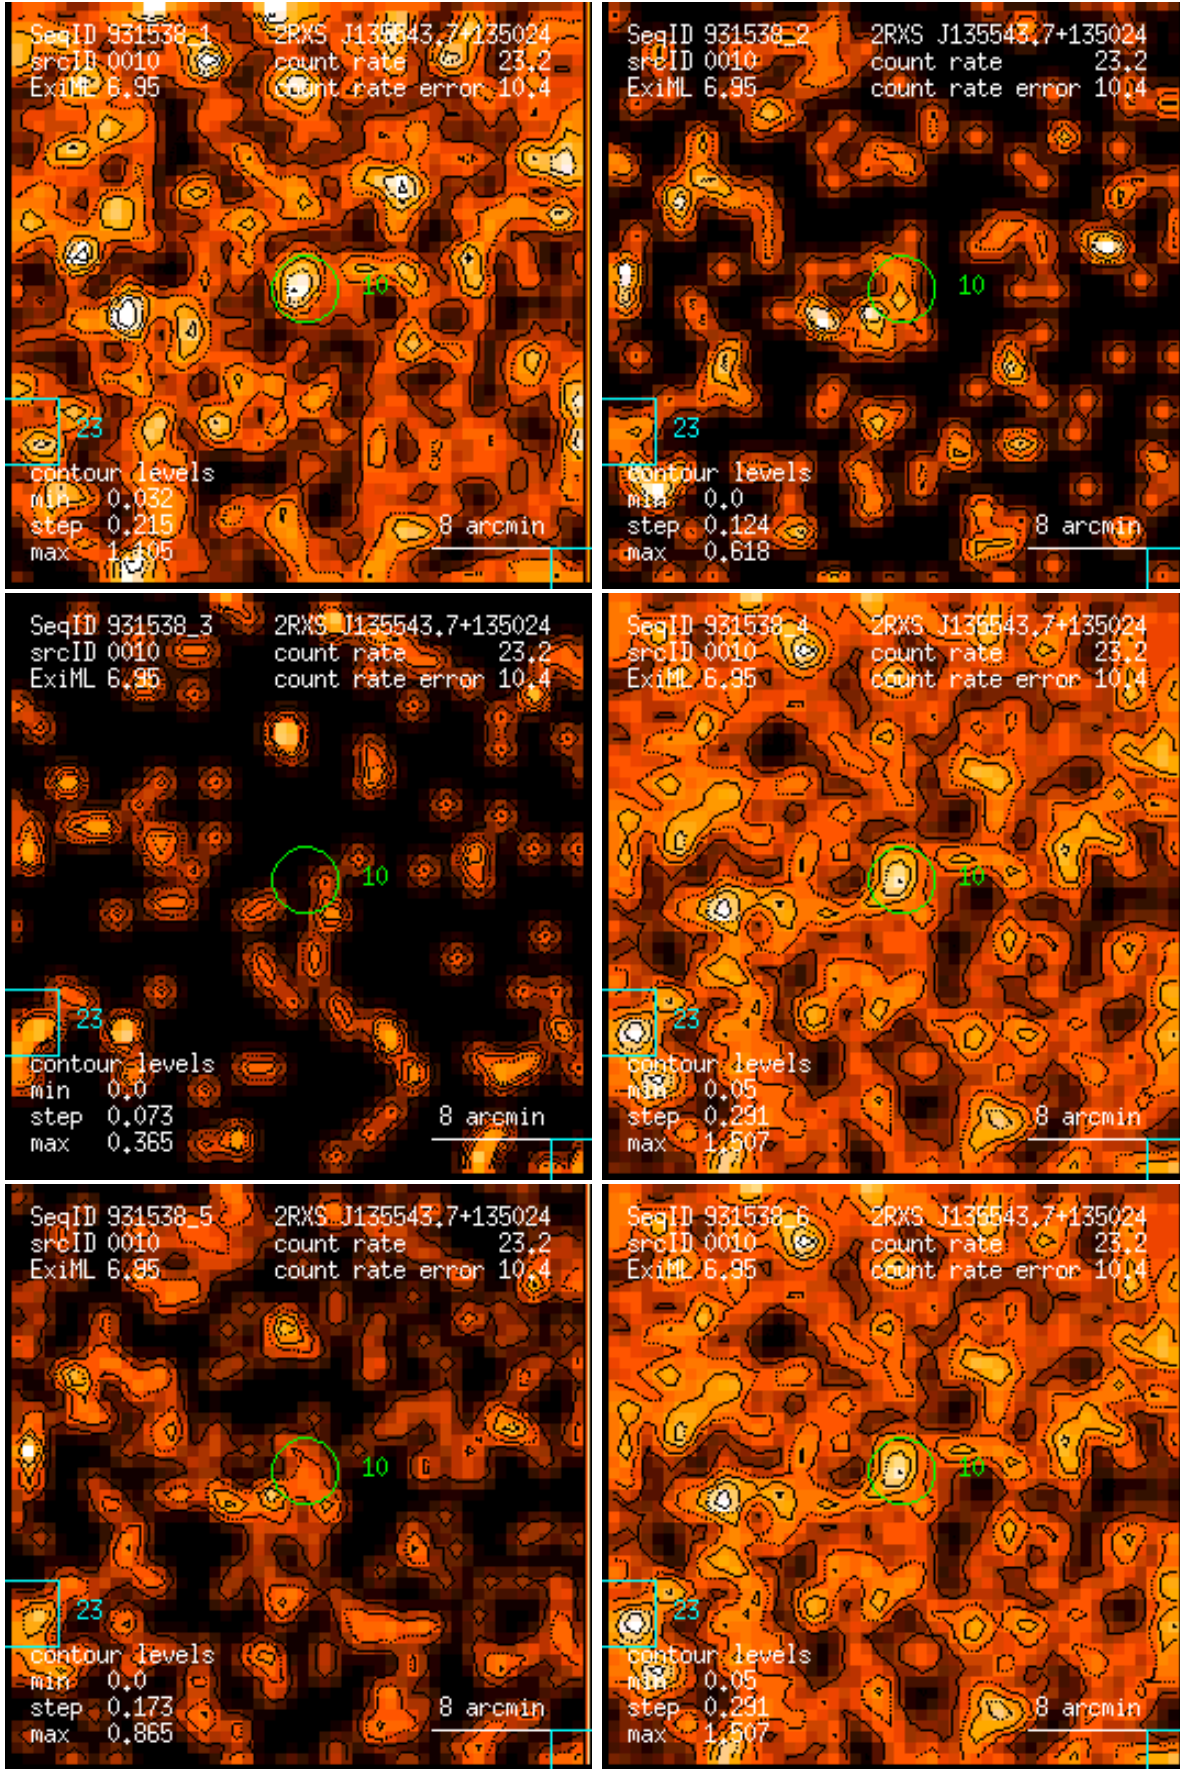 SeqID 931538_1 2RXS J135543.7+135024
srcID 0010 count rate 23.2
ExiML 6.95 count rate error 10.4
10
23
contour levels
min 0.032
step 0.215 8 arcmin
max 1.105
SeqID 931538_2 2RXS J135543.7+135024
srcID 0010 count rate 23.2
ExiML 6.95 count rate error 10.4
10
23
contour levels
min 0.0
step 0.124 8 arcmin
max 0.618
SeqID 931538_3 2RXS J135543.7+135024
srcID 0010 count rate 23.2
ExiML 6.95 count rate error 10.4
10
23
contour levels
min 0.0
step 0.073 8 arcmin
max 0.365
SeqID 931538_4 2RXS J135543.7+135024
srcID 0010 count rate 23.2
ExiML 6.95 count rate error 10.4
10
23
contour levels
min 0.05
step 0.291 8 arcmin
max 1.507
SeqID 931538_5 2RXS J135543.7+135024
srcID 0010 count rate 23.2
ExiML 6.95 count rate error 10.4
10
23
contour levels
min 0.0
step 0.173 8 arcmin
max 0.865
SeqID 931538_6 2RXS J135543.7+135024
srcID 0010 count rate 23.2
ExiML 6.95 count rate error 10.4
10
23
contour levels
min 0.05
step 0.291 8 arcmin
max 1.507